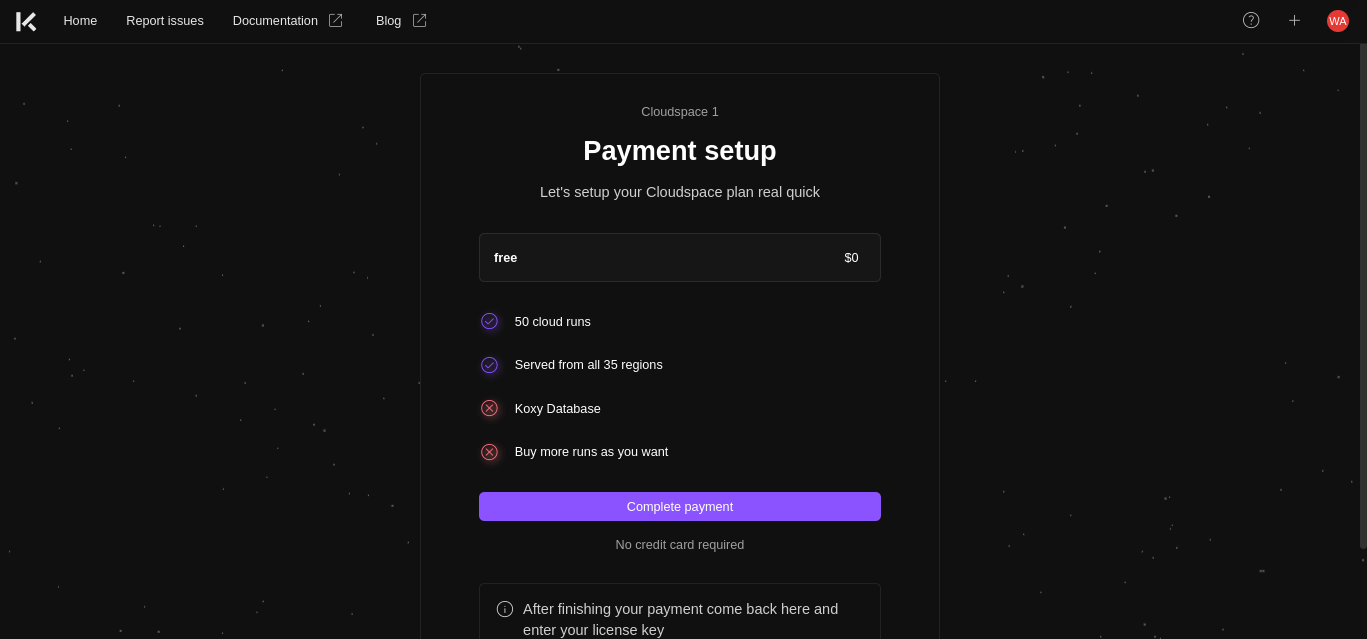 Home Report issues Documentation Blog WA
Cloudspace 1
Payment setup
Let's setup your Cloudspace plan real quick
free $0
50 cloud runs
Served from all 35 regions
Koxy Database
Buy more runs as you want
Complete payment
No credit card required
After finishing your payment come back here and
enter your license key